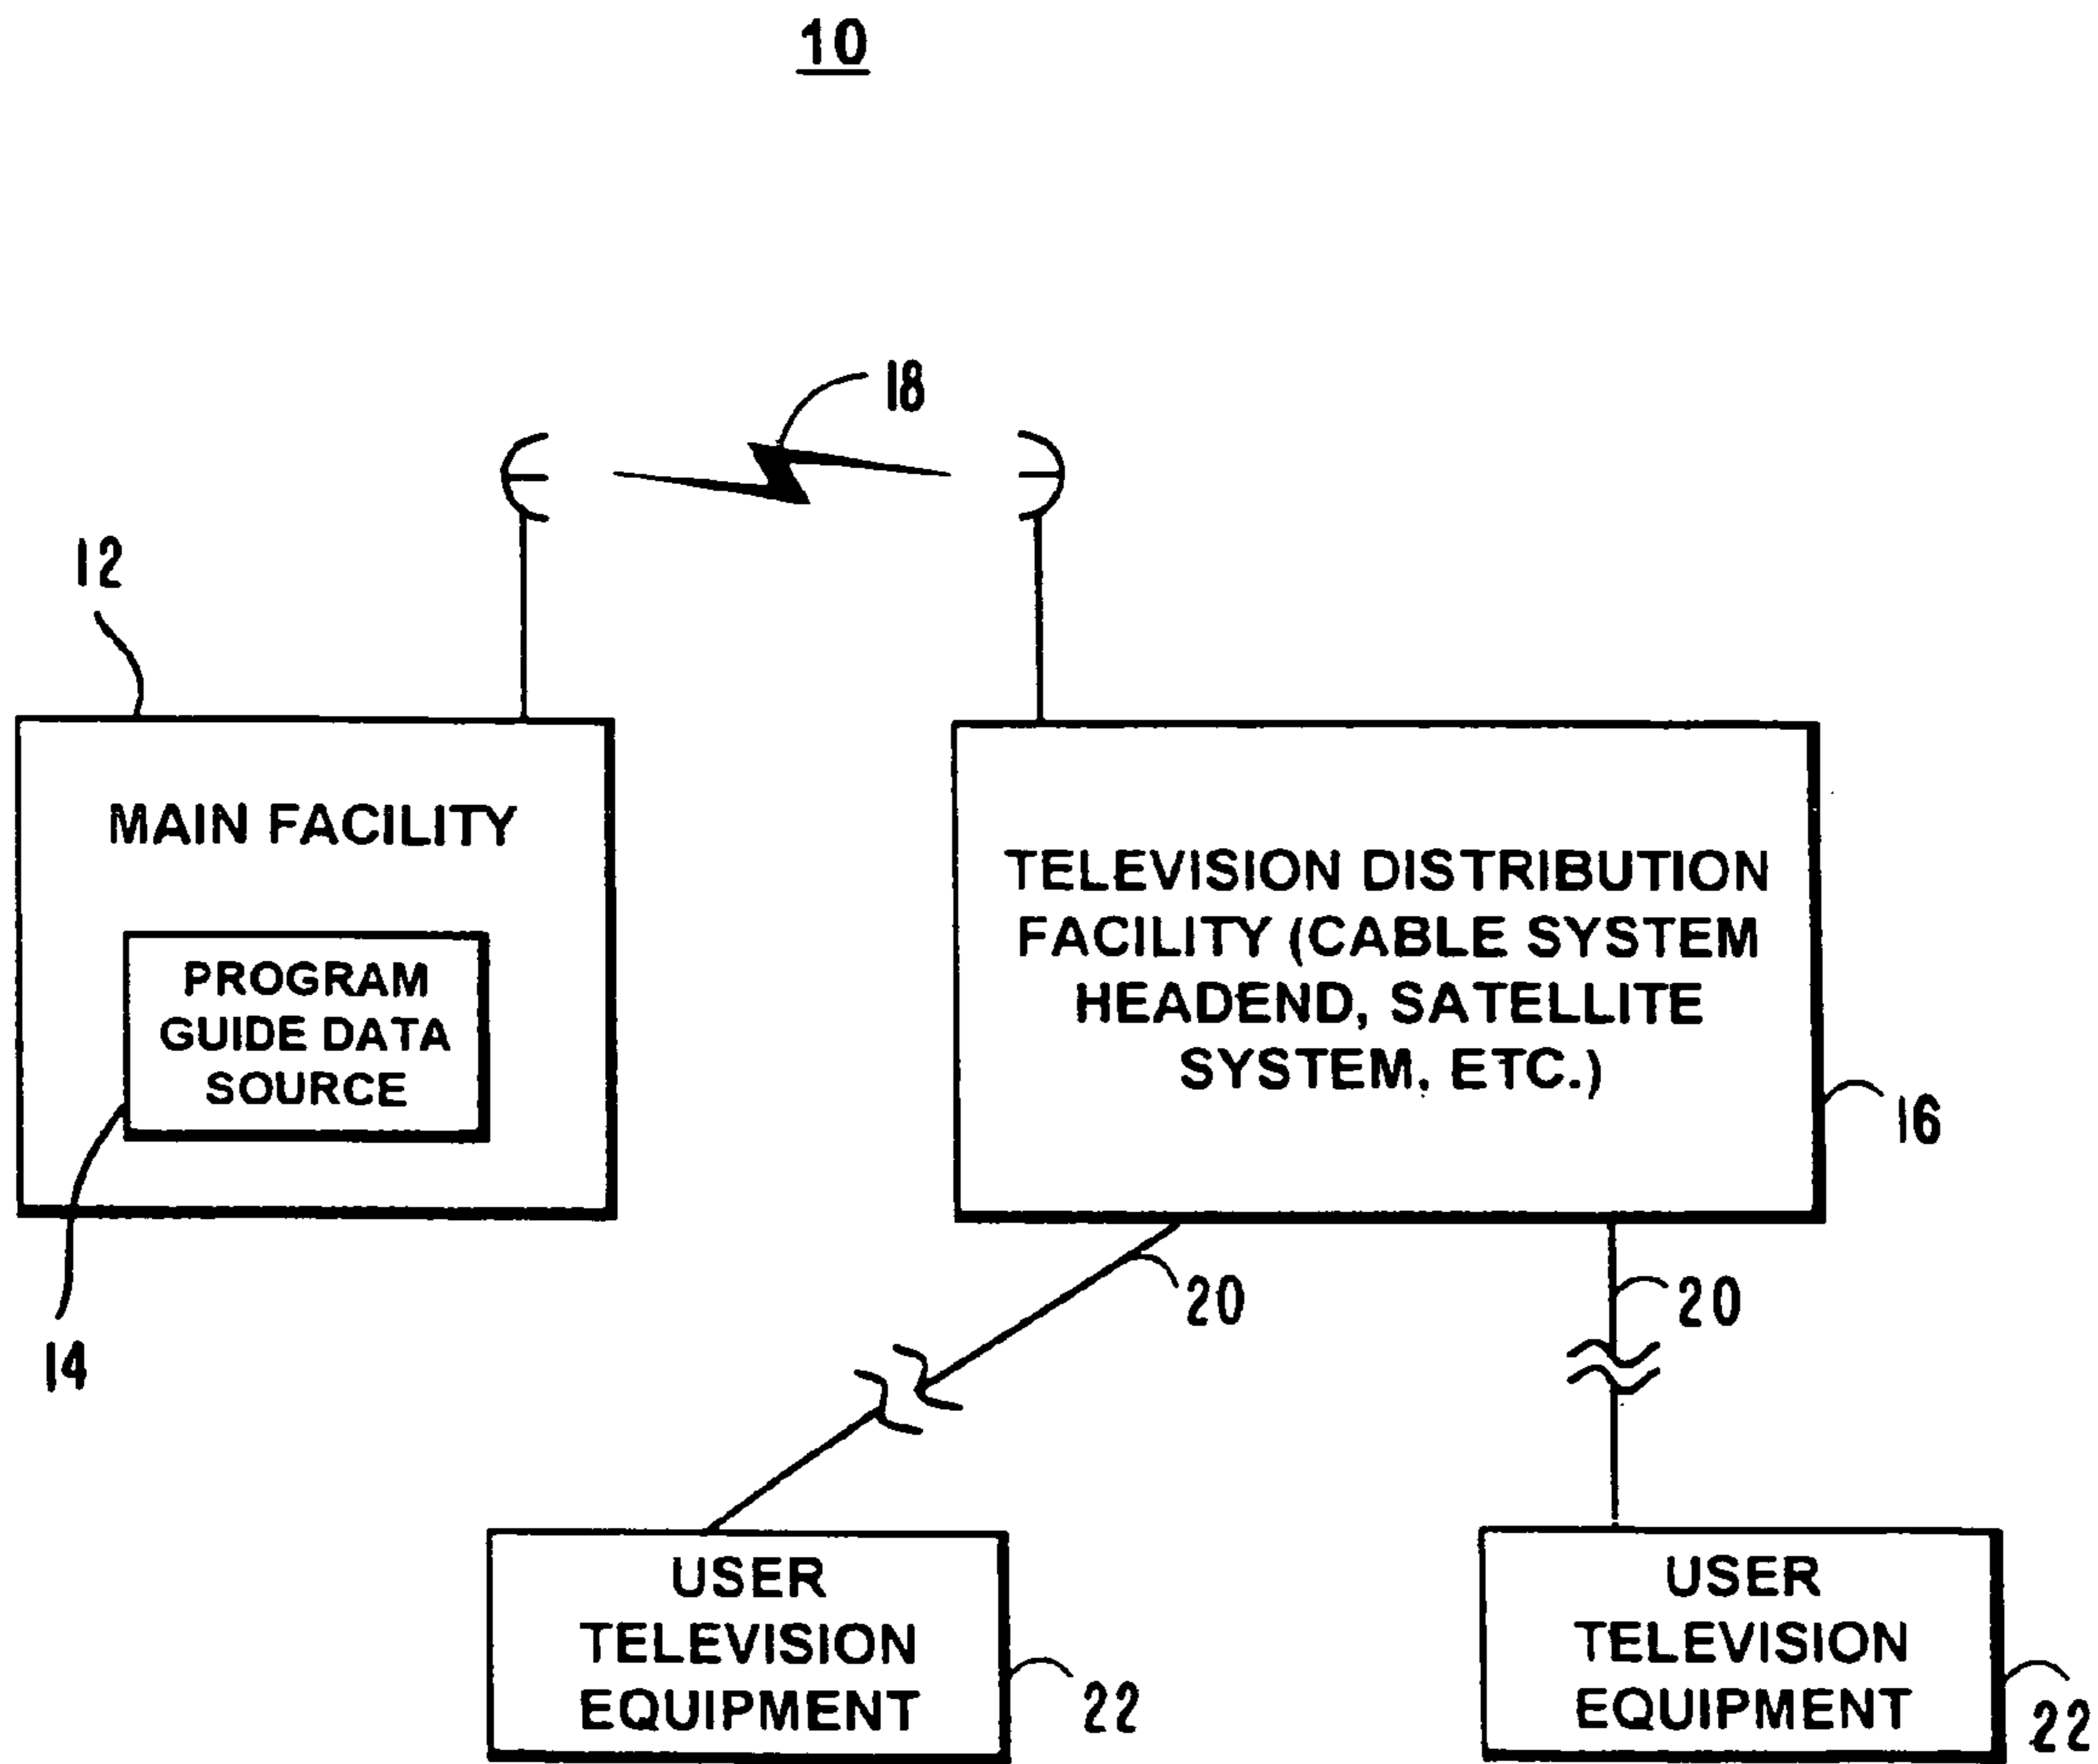 10
18
12
MAIN FACILITY
PROGRAM
GUIDE DATA
SOURCE
14
TELEVISION DISTRIBUTION
FACILITY (CABLE SYSTEM
HEADEND, SATELLITE
SYSTEM, ETC.)
16
20
20
USER
TELEVISION
EQUIPMENT
22
USER
TELEVISION
EQUIPMENT
22